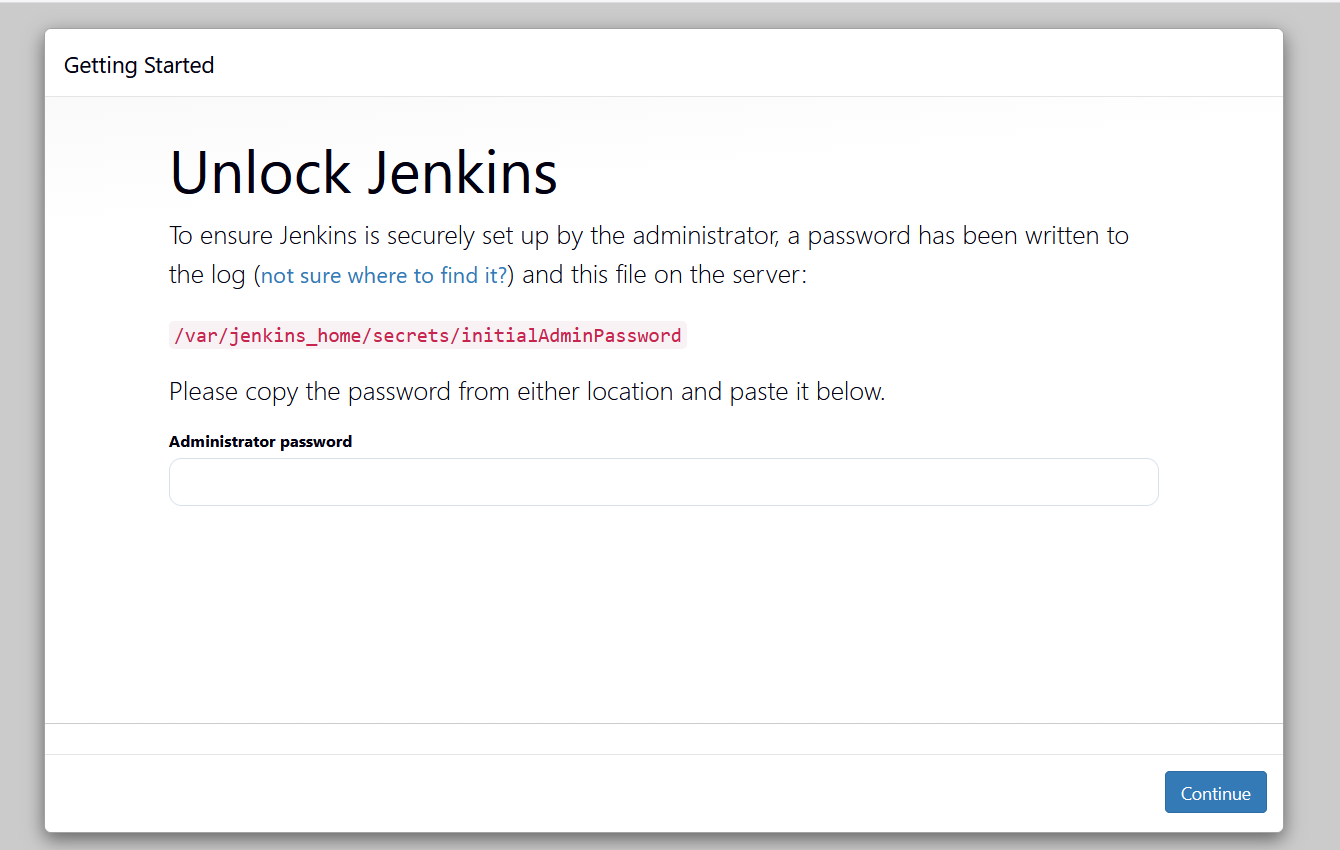 Getting Started
Unlock Jenkins
To ensure Jenkins is securely set up by the administrator, a password has been written to
the log (not sure where to find it?) and this file on the server:
/var/jenkins_home/secrets/initialAdminPassword
Please copy the password from either location and paste it below.
Administrator password
Continue